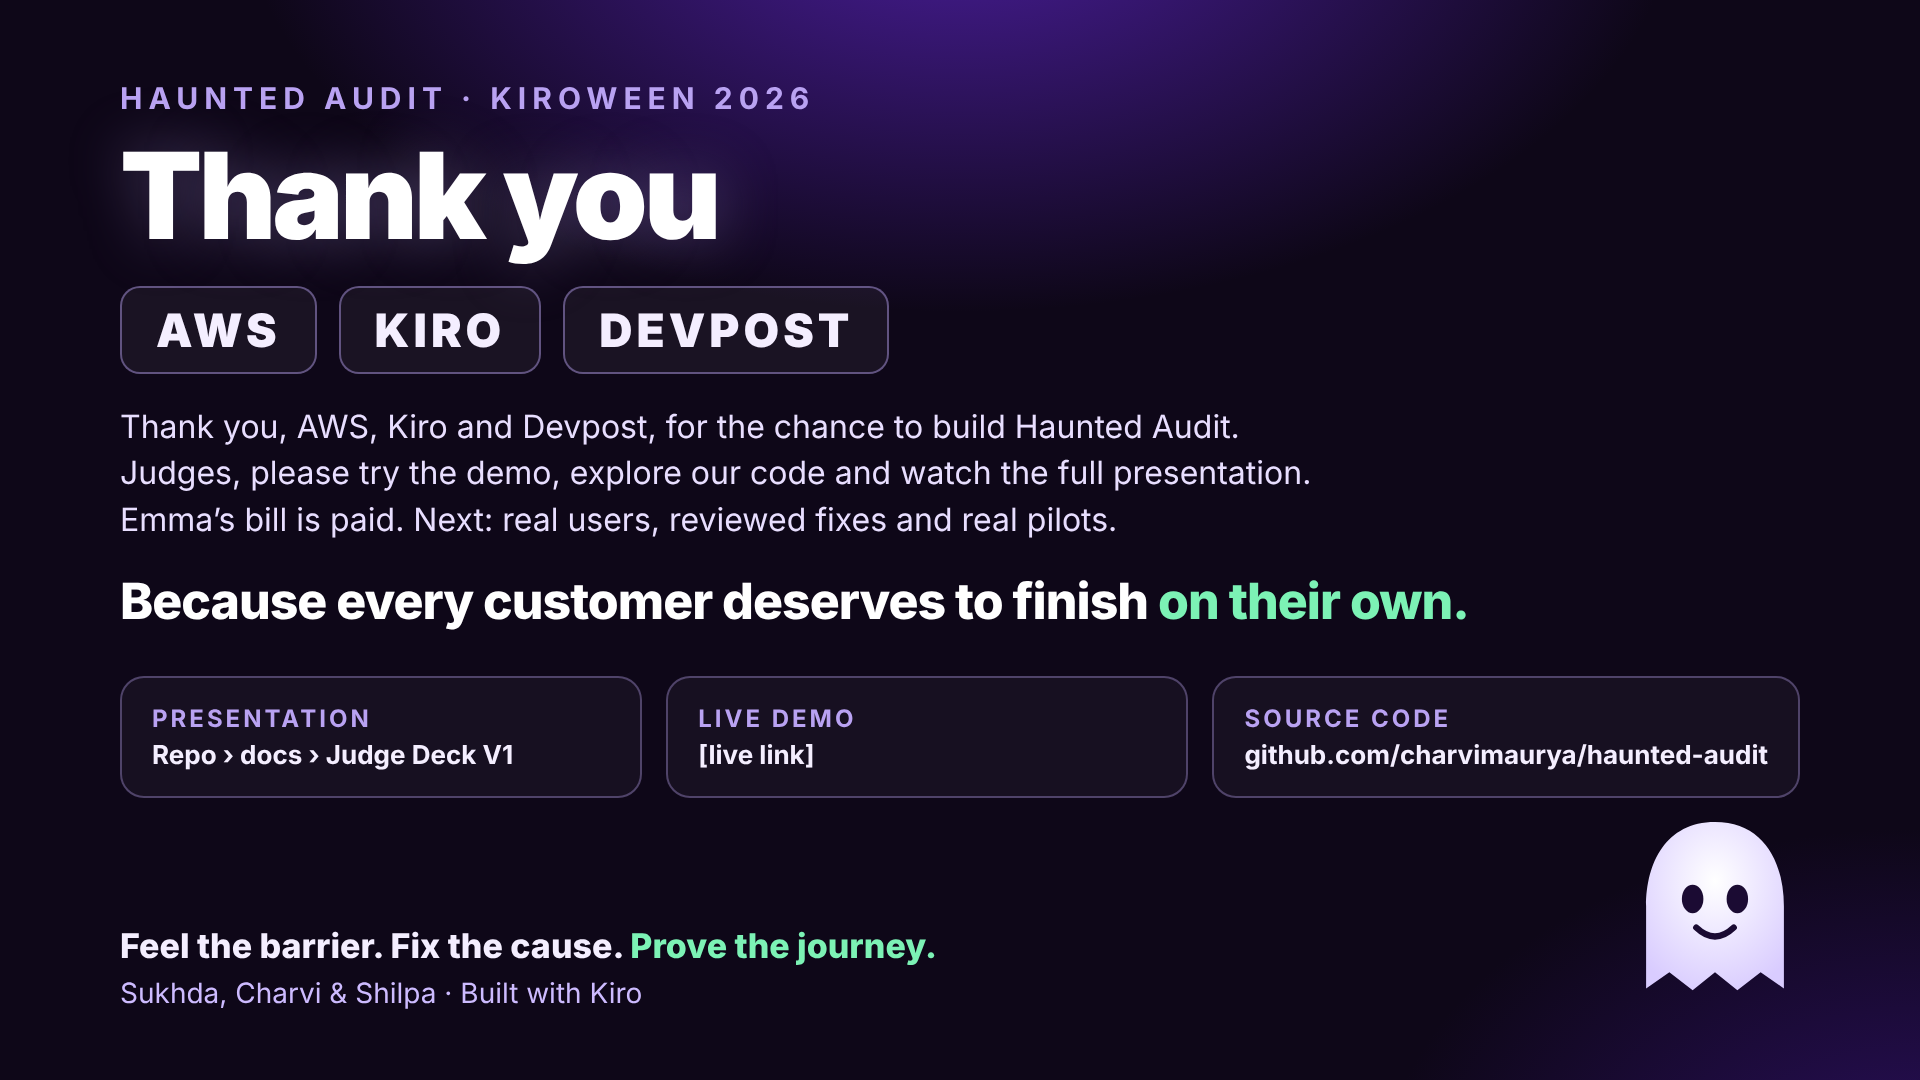 HAUNTED AUDIT · KIROWEEN 2026
Thank you
AWS
KIRO
DEVPOST
Thank you, AWS, Kiro and Devpost, for the chance to build Haunted Audit.
Judges, please try the demo, explore our code and watch the full presentation.
Emma’s bill is paid. Next: real users, reviewed fixes and real pilots.
Because every customer deserves to finish on their own.
PRESENTATION
Repo › docs › Judge Deck V1
LIVE DEMO
[live link]
SOURCE CODE
github.com/charvimaurya/haunted-audit
Feel the barrier. Fix the cause. Prove the journey.
Sukhda, Charvi & Shilpa · Built with Kiro